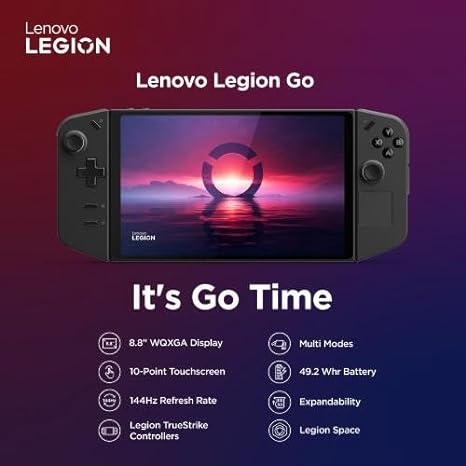 Lenovo
LEGION
Lenovo Legion Go
Lenovo
LEGION
It's Go Time
8.8" WQXGA Display
Multi Modes
10-Point Touchscreen
49.2 Whr Battery
144Hz Refresh Rate
Expandability
Legion TrueStrike
Controllers
Legion Space